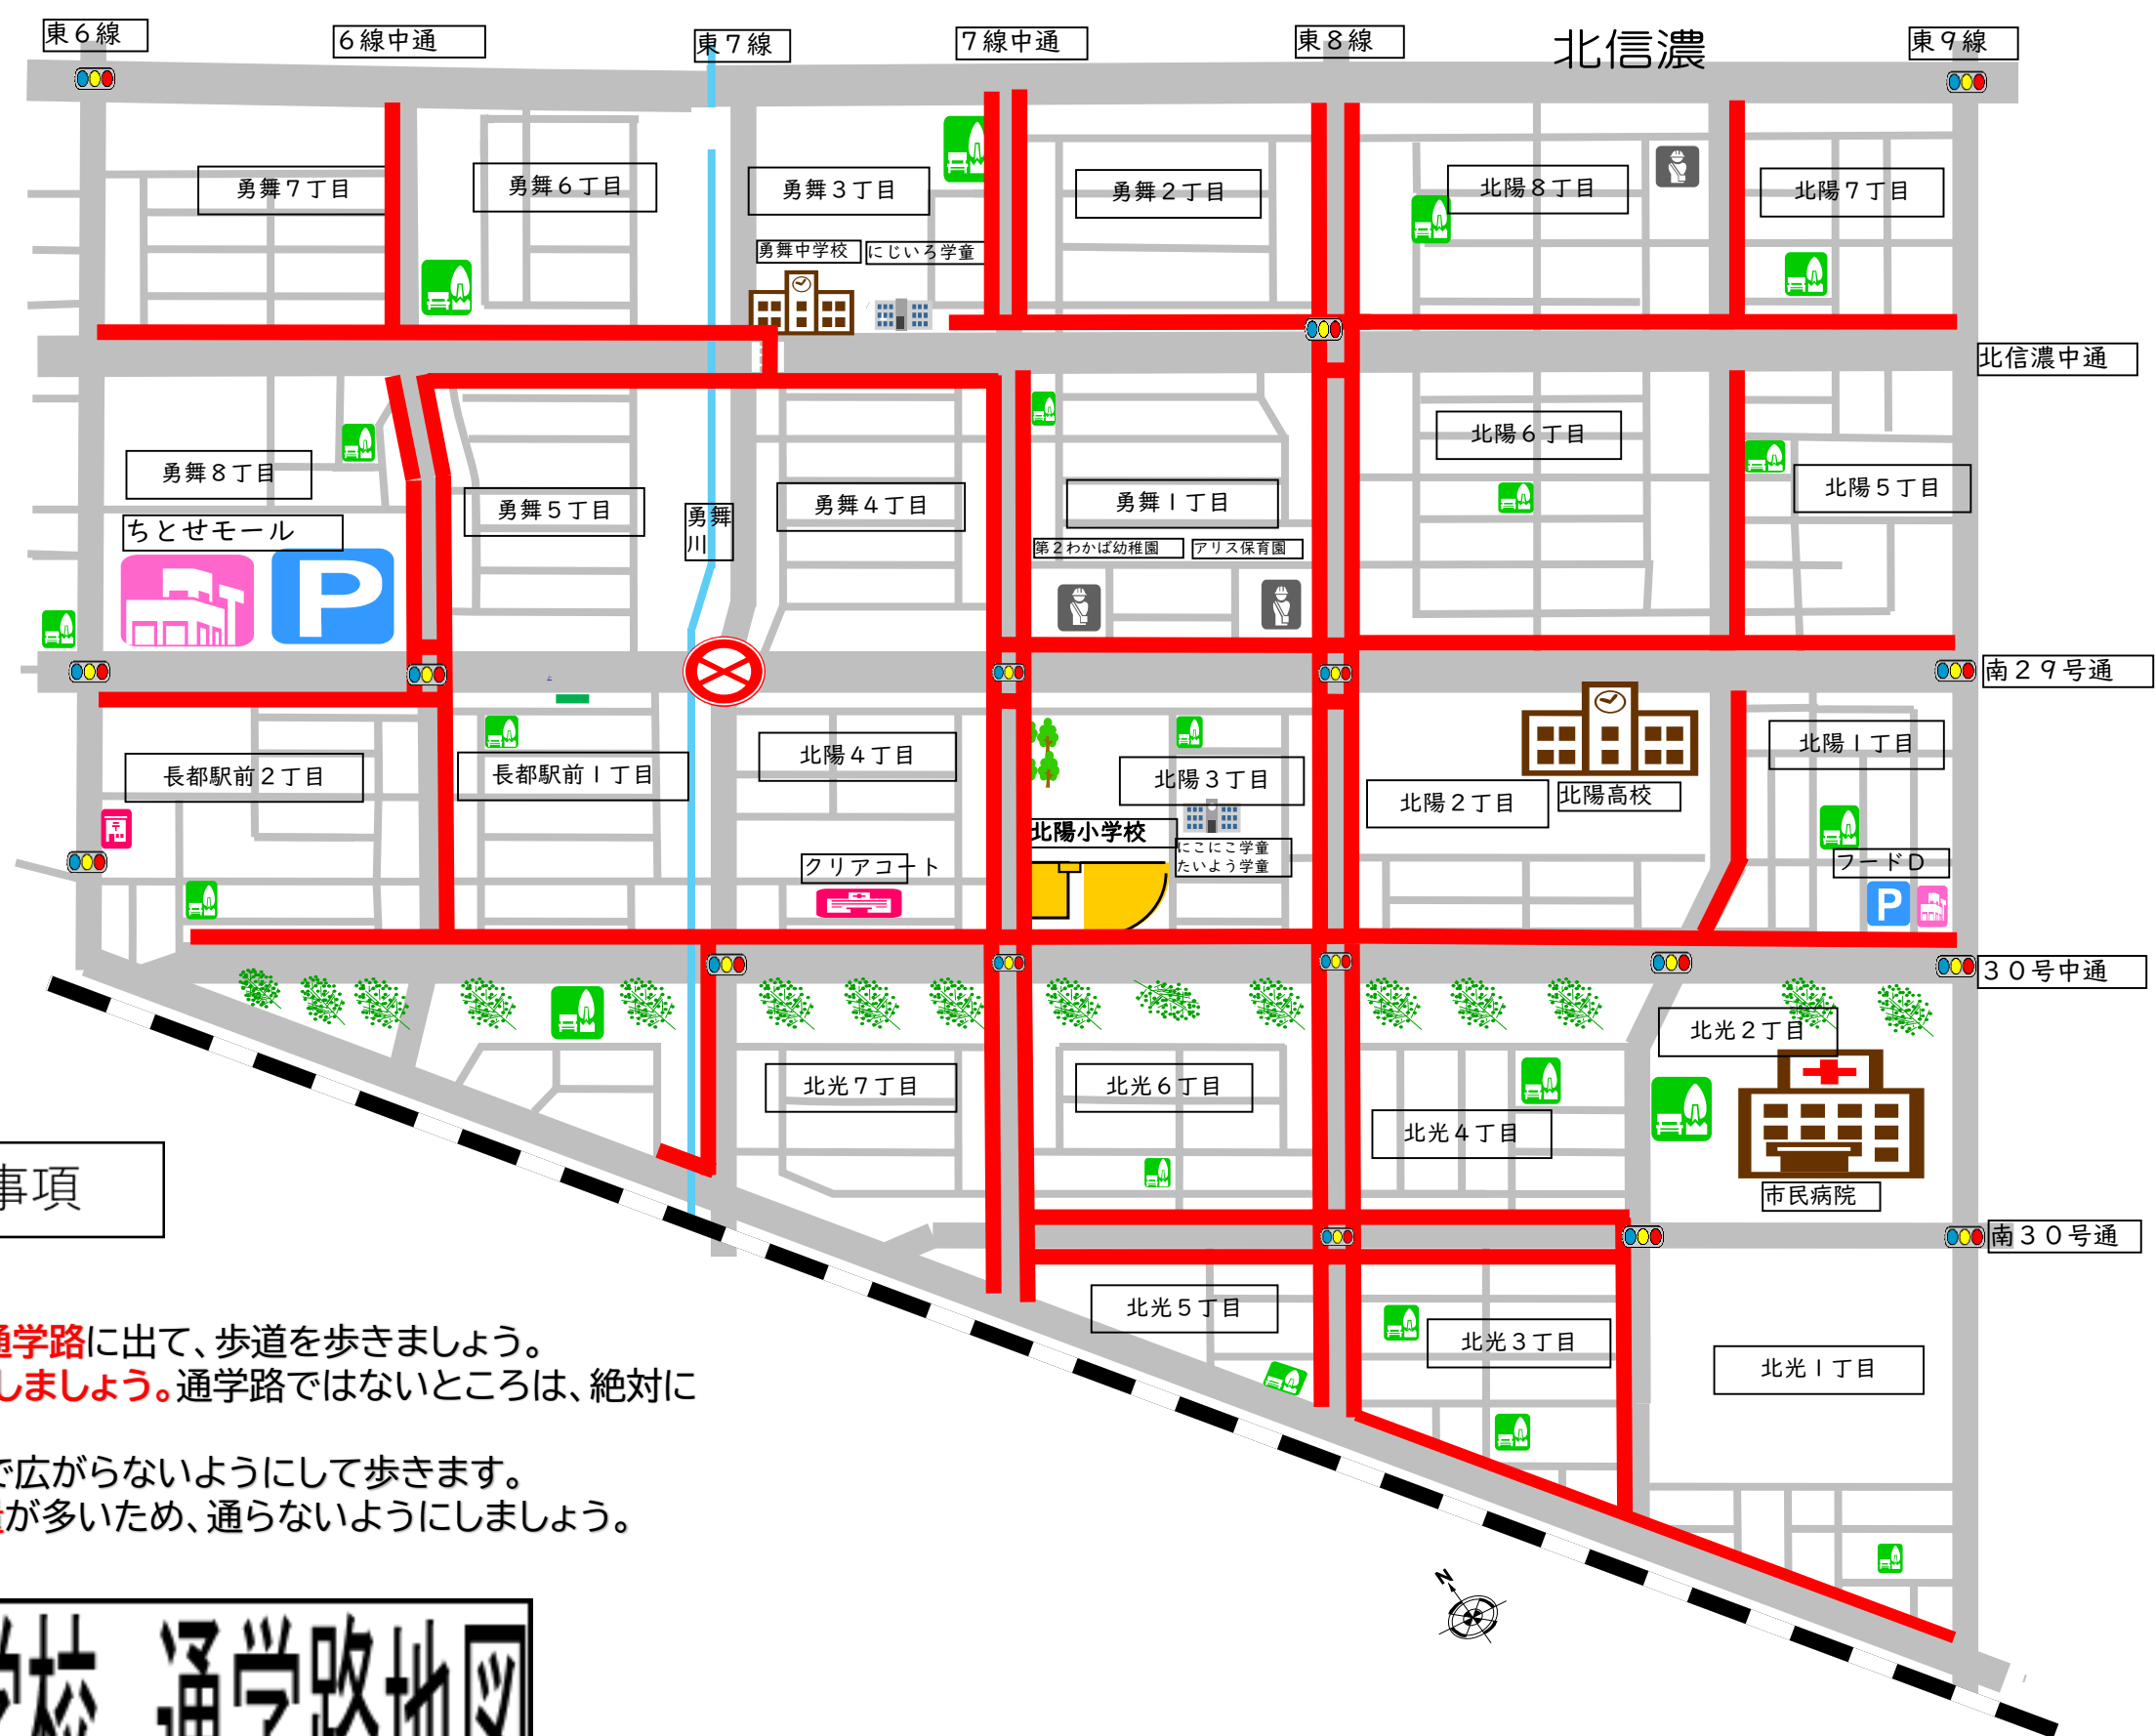 東６線
６線中通
東７線
７線中通
東８線
北信濃
東９線
勇舞７丁目
勇舞６丁目
勇舞３丁目
勇舞２丁目
北陽８丁目
北陽７丁目
勇舞中学校
にじいろ学童
北信濃中通
勇舞８丁目
勇舞５丁目
勇舞４丁目
勇舞１丁目
北陽６丁目
北陽５丁目
ちとせモール
P
勇舞
川
第２わかば幼稚園
アリス保育園
南２９号通
長都駅前２丁目
長都駅前１丁目
北陽４丁目
北陽３丁目
北陽２丁目
北陽高校
北陽１丁目
北陽小学校
にこにこ学童
たいよう学童
クリアコート
フードＤ
P
３０号中通
北光７丁目
北光６丁目
北光４丁目
北光２丁目
市民病院
南３０号通
事項
北光５丁目
北光３丁目
北光１丁目
通学路に出て、歩道を歩きましょう。
しましょう。通学路ではないところは、絶対に
で広がらないようにして歩きます。
が多いため、通らないようにしましょう。
N
学校　通学路地図